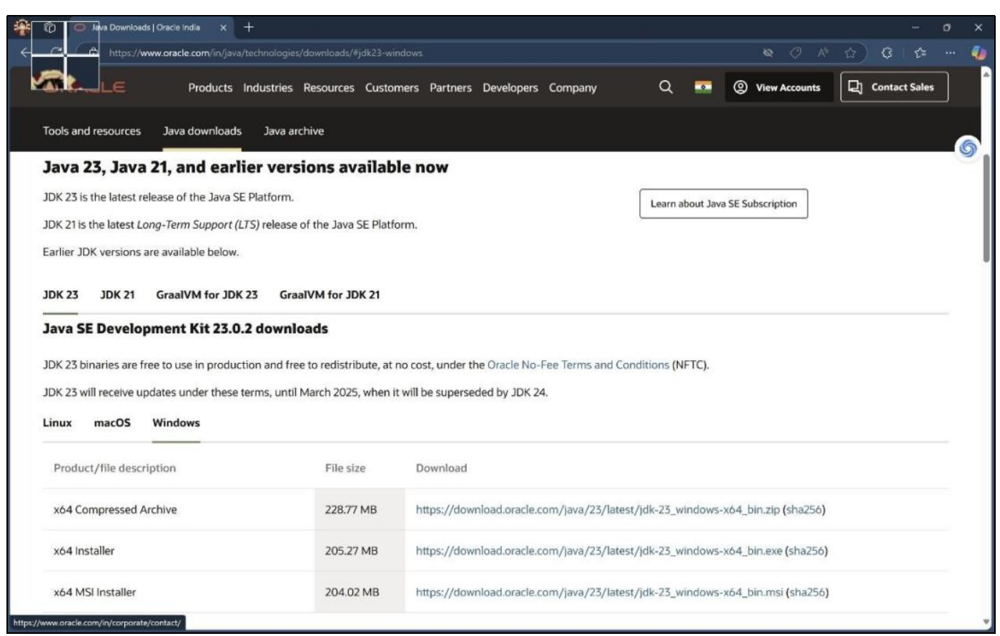 Java Downloads | Oracle India
https://www.oracle.com/in/java/technologies/downloads/#jdk23-windows
Products Industries Resources Customers Partners Developers Company View Accounts Contact Sales
Tools and resources Java downloads Java archive
Java 23, Java 21, and earlier versions available now
JDK 23 is the latest release of the Java SE Platform.
Learn about Java SE Subscription
JDK 21 is the latest Long-Term Support (LTS) release of the Java SE Platform.
Earlier JDK versions are available below.
JDK 23 JDK 21 GraalVM for JDK 23 GraalVM for JDK 21
Java SE Development Kit 23.0.2 downloads
JDK 23 binaries are free to use in production and free to redistribute, at no cost, under the Oracle No-Fee Terms and Conditions (NFTC).
JDK 23 will receive updates under these terms, until March 2025, when it will be superseded by JDK 24.
Linux macOS Windows
Product/file description File size Download
x64 Compressed Archive 228.77 MB https://download.oracle.com/java/23/latest/jdk-23_windows-x64_bin.zip (sha256)
x64 Installer 205.27 MB https://download.oracle.com/java/23/latest/jdk-23_windows-x64_bin.exe (sha256)
x64 MSI Installer 204.02 MB https://download.oracle.com/java/23/latest/jdk-23_windows-x64_bin.msi (sha256)
https://www.oracle.com/in/corporate/contact/